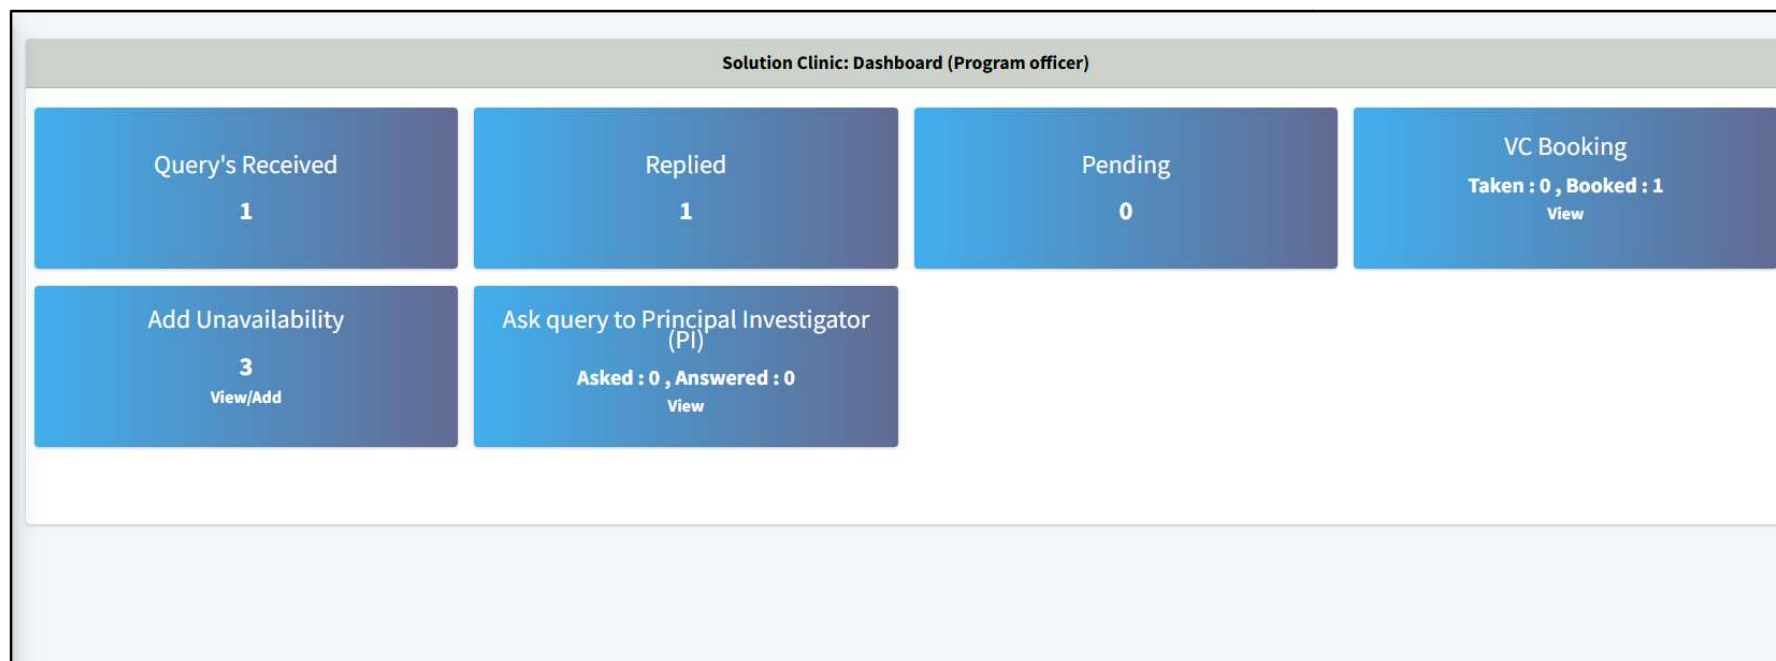 Solution Clinic: Dashboard (Program officer)
Query's Received
1
Replied
1
Pending
0
VC Booking
Taken : 0 , Booked : 1
View
Add Unavailability
3
View/Add
Ask query to Principal Investigator
(PI)
Asked : 0 , Answered : 0
View